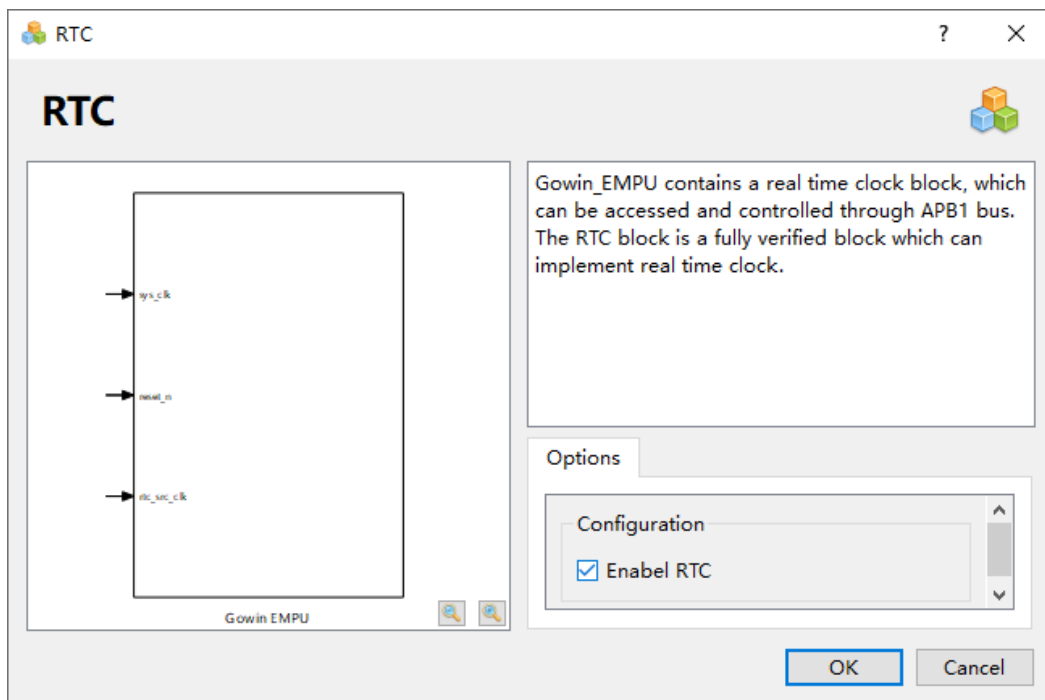 RTC
?
RTC
sys_clk
reset_n
rtc_src_clk
Gowin EMPU
Gowin_EMPU contains a real time clock block, which
can be accessed and controlled through APB1 bus.
The RTC block is a fully verified block which can
implement real time clock.
Options
Configuration
Enabel RTC
OK
Cancel